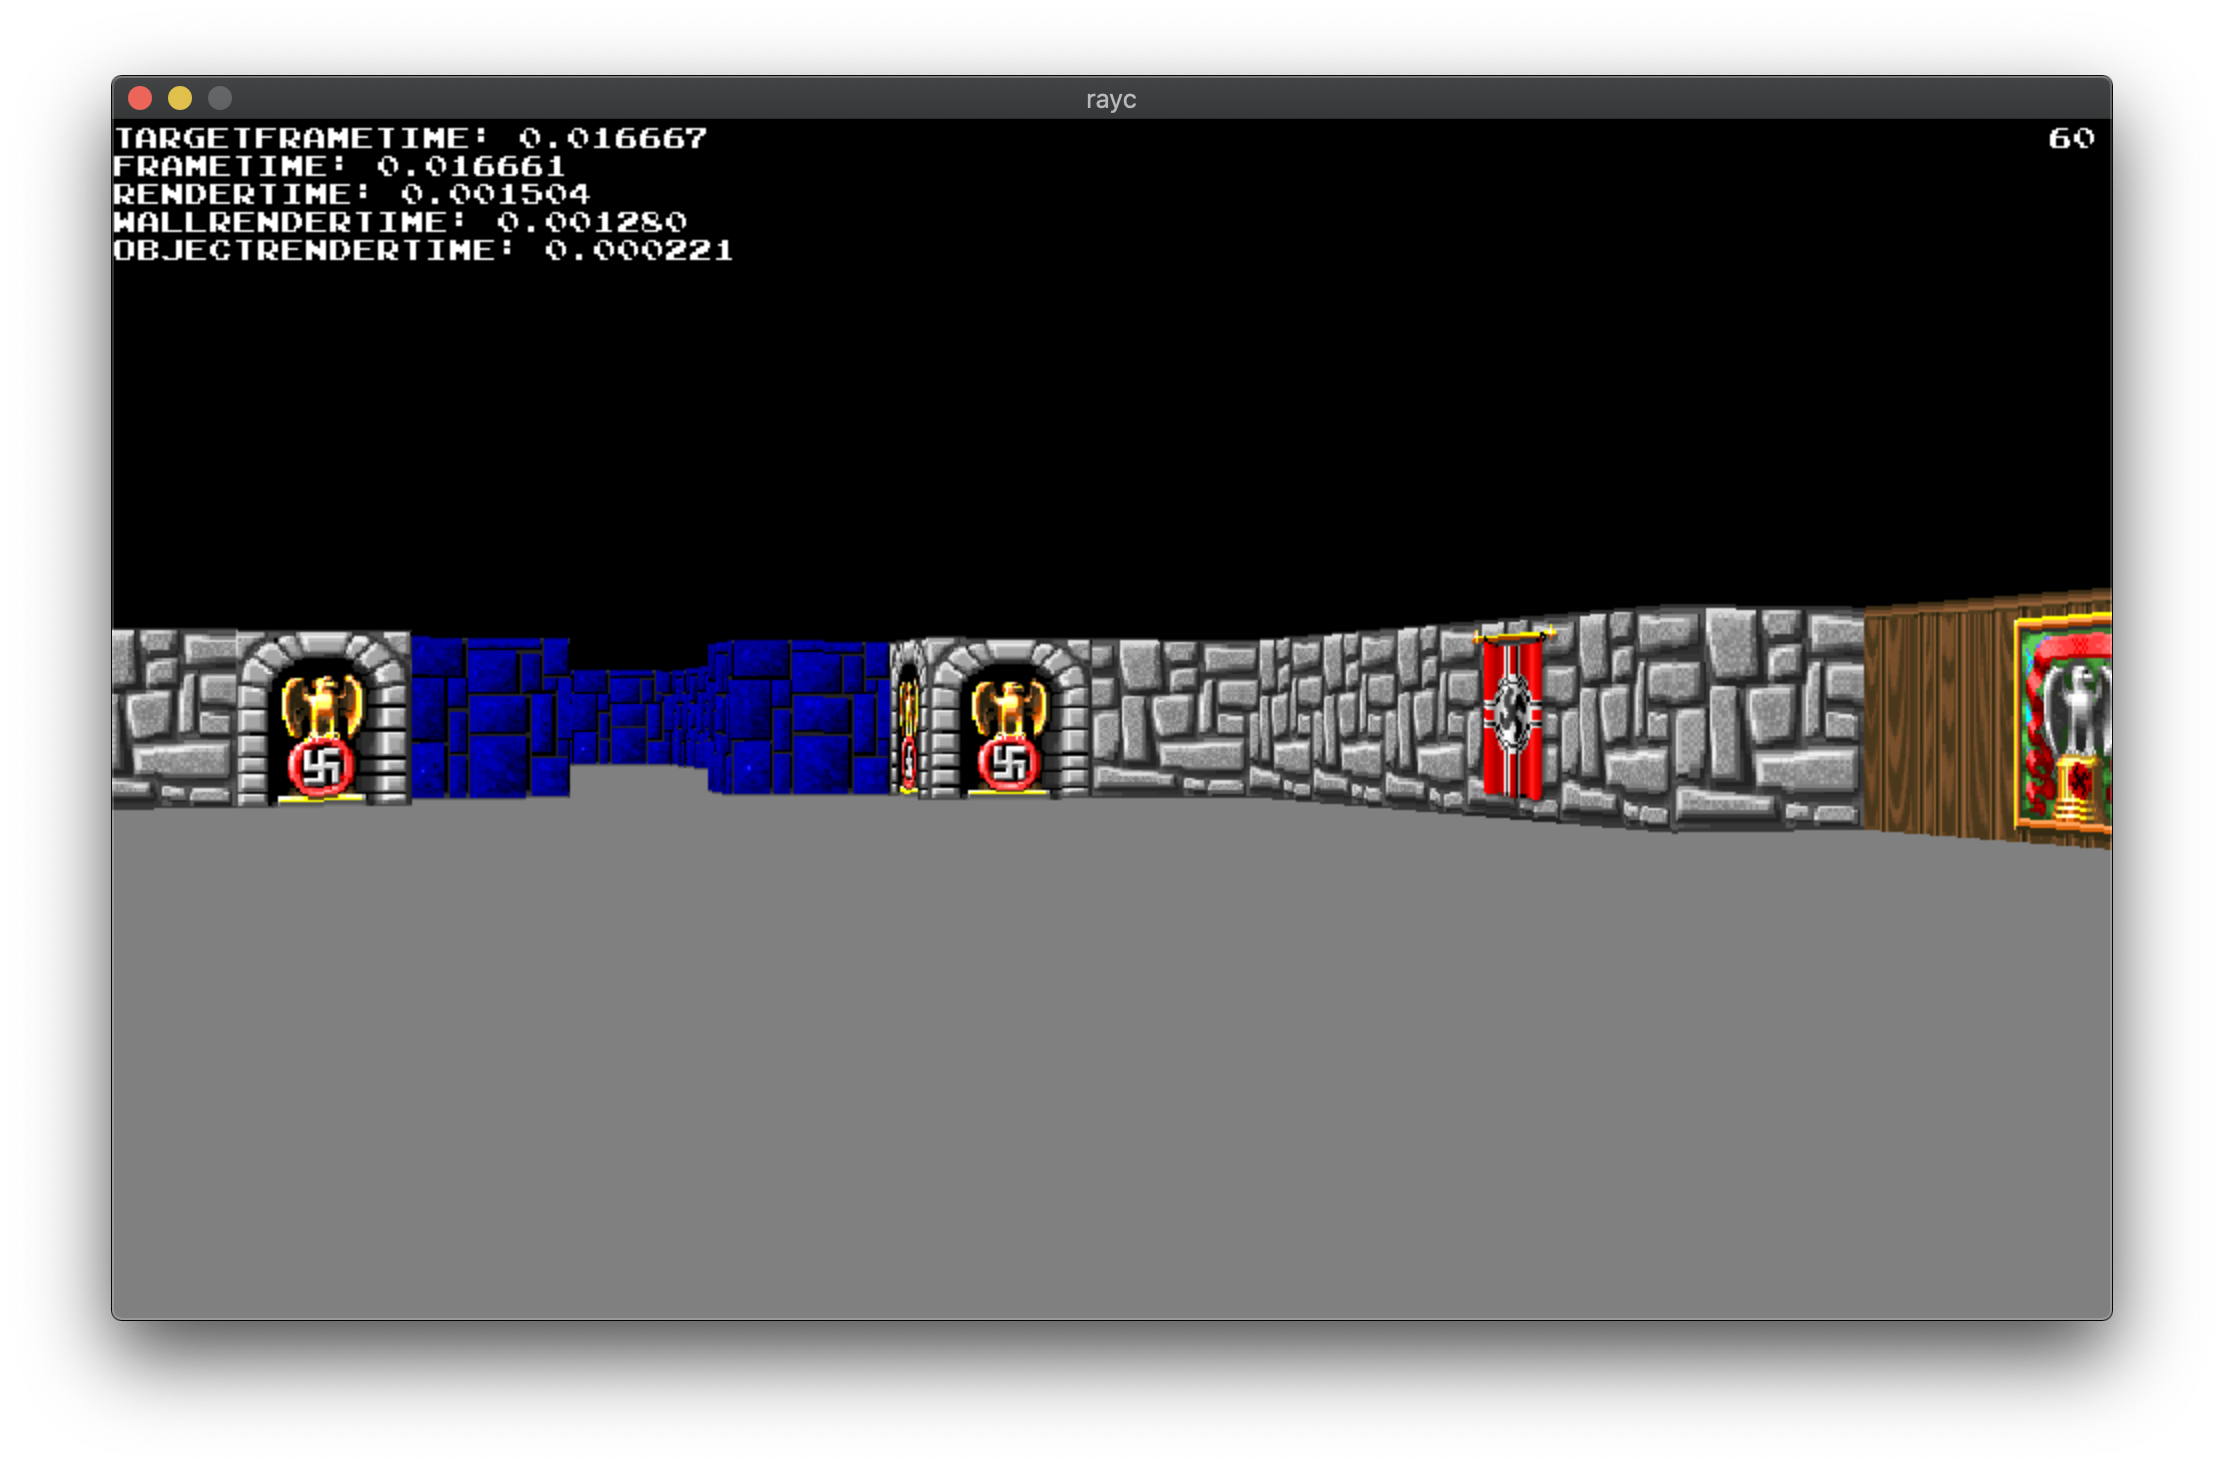 rayc
TARGETFRAMETIME: 0.016667
60
FRAMETIME: 0.016661
RENDERTIME: 0.001504
WALLRENDERTIME: 0.001280
OBJECTRENDERTIME: 0.000221